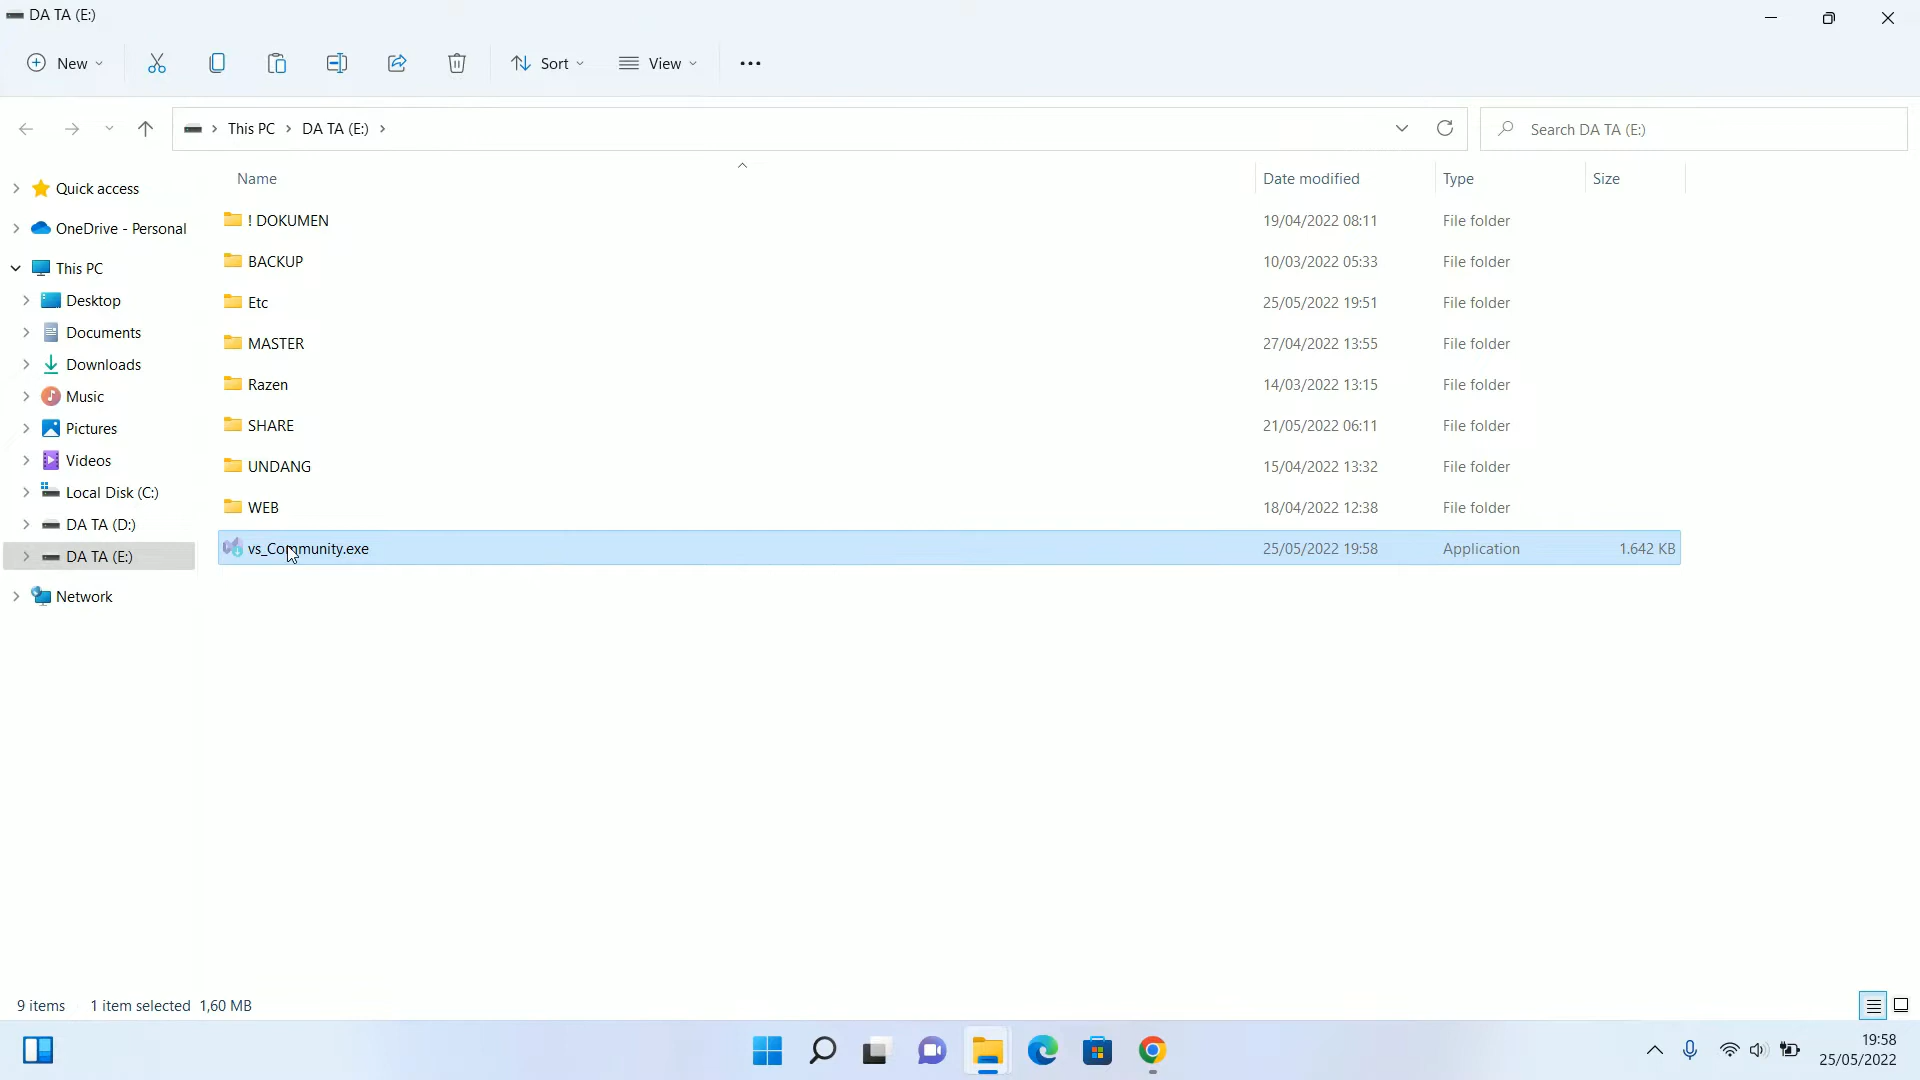 DA TA (E:)
New
Sort
View
This PC > DA TA (E:) >
Search DA TA (E:)
Name Date modified Type Size
Quick access
OneDrive - Personal
This PC
Desktop
Documents
Downloads
Music
Pictures
Videos
Local Disk (C:)
DA TA (D:)
DA TA (E:)
Network
! DOKUMEN 19/04/2022 08:11 File folder
BACKUP 10/03/2022 05:33 File folder
Etc 25/05/2022 19:51 File folder
MASTER 27/04/2022 13:55 File folder
Razen 14/03/2022 13:15 File folder
SHARE 21/05/2022 06:11 File folder
UNDANG 15/04/2022 13:32 File folder
WEB 18/04/2022 12:38 File folder
vs_Community.exe 25/05/2022 19:58 Application 1.642 KB
9 items 1 item selected 1,60 MB
19:58
25/05/2022